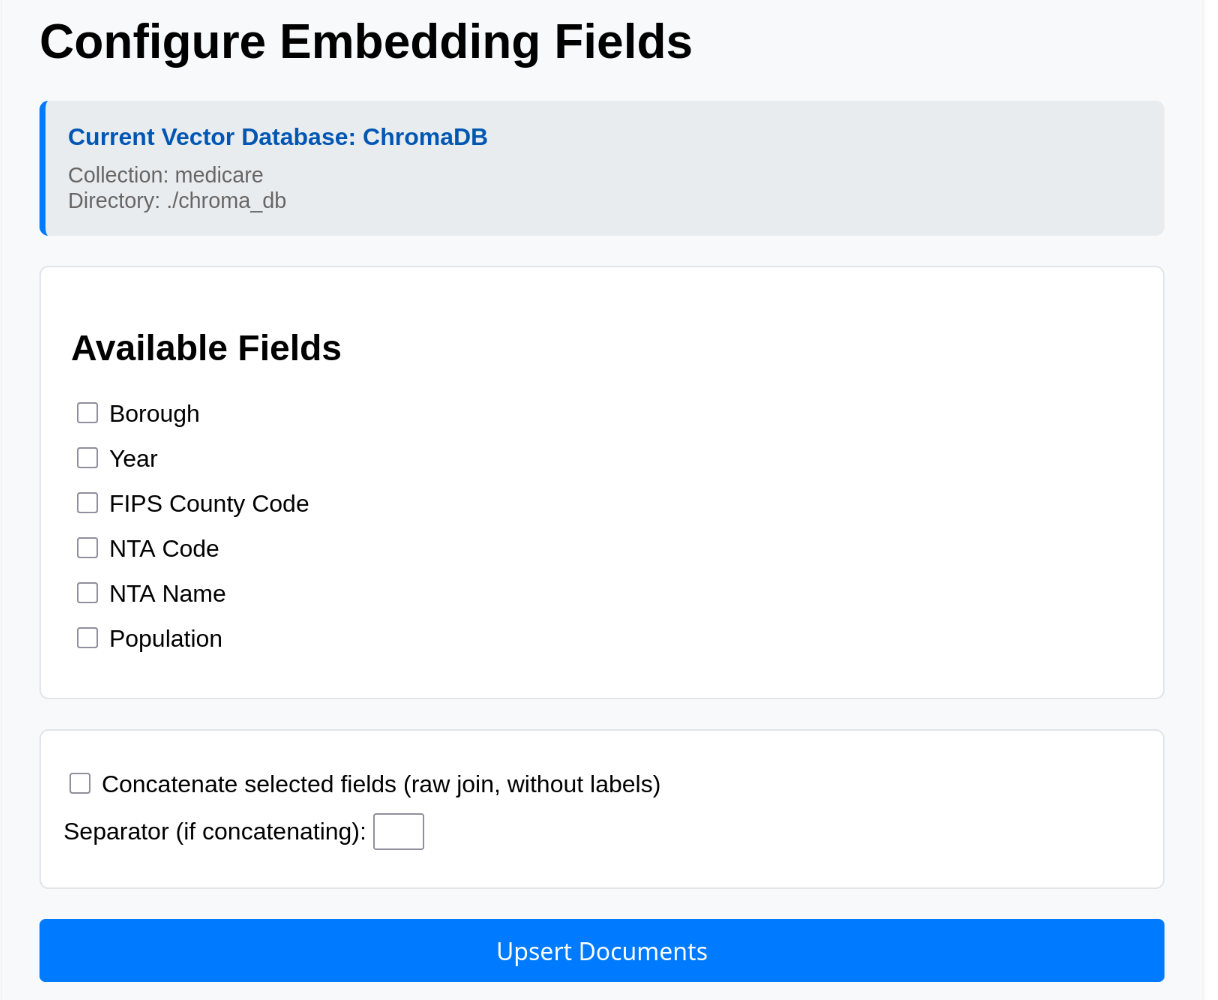 Configure Embedding Fields
Current Vector Database: ChromaDB
Collection: medicare
Directory: ./chroma_db
Available Fields
Borough
Year
FIPS County Code
NTA Code
NTA Name
Population
Concatenate selected fields (raw join, without labels)
Separator (if concatenating):
Upsert Documents